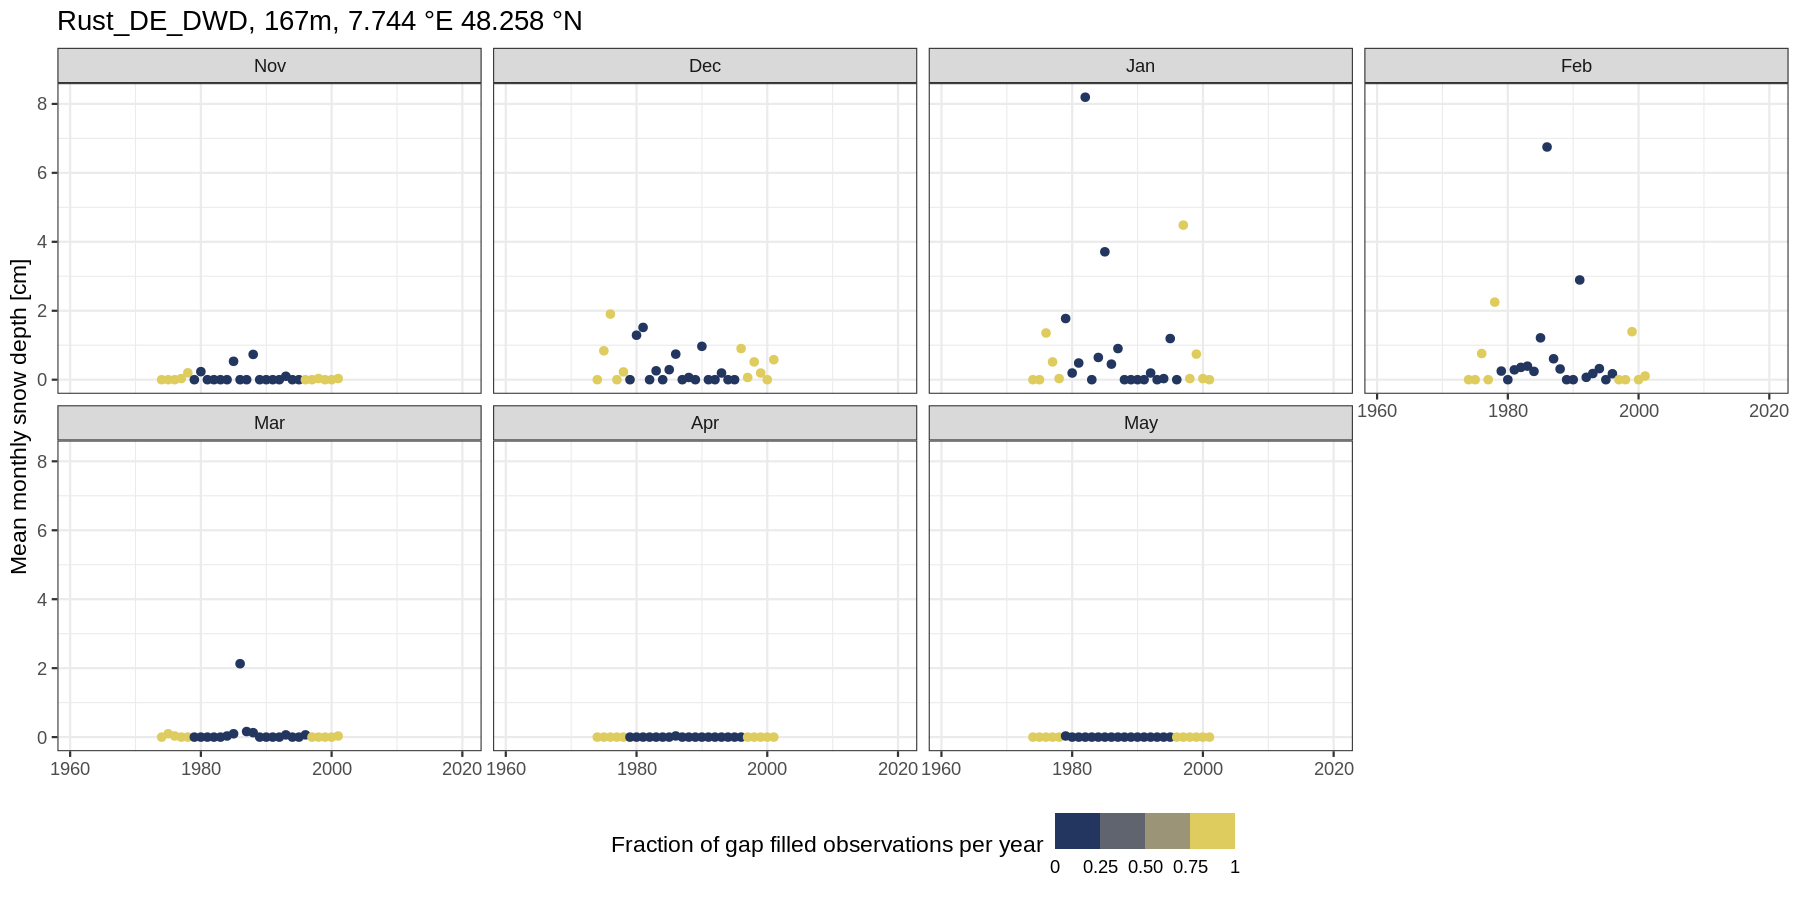 Rust_DE_DWD, 167m, 7.744 °E 48.258 °N
Nov Dec Jan Feb
8
6
4
2
0
1960 1980 2000 2020
Mean monthly snow depth [cm]
Mar Apr May
8
6
4
2
0
1960 1980 2000 2020 1960 1980 2000 2020 1960 1980 2000 2020
Fraction of gap filled observations per year
0 0.25 0.50 0.75 1